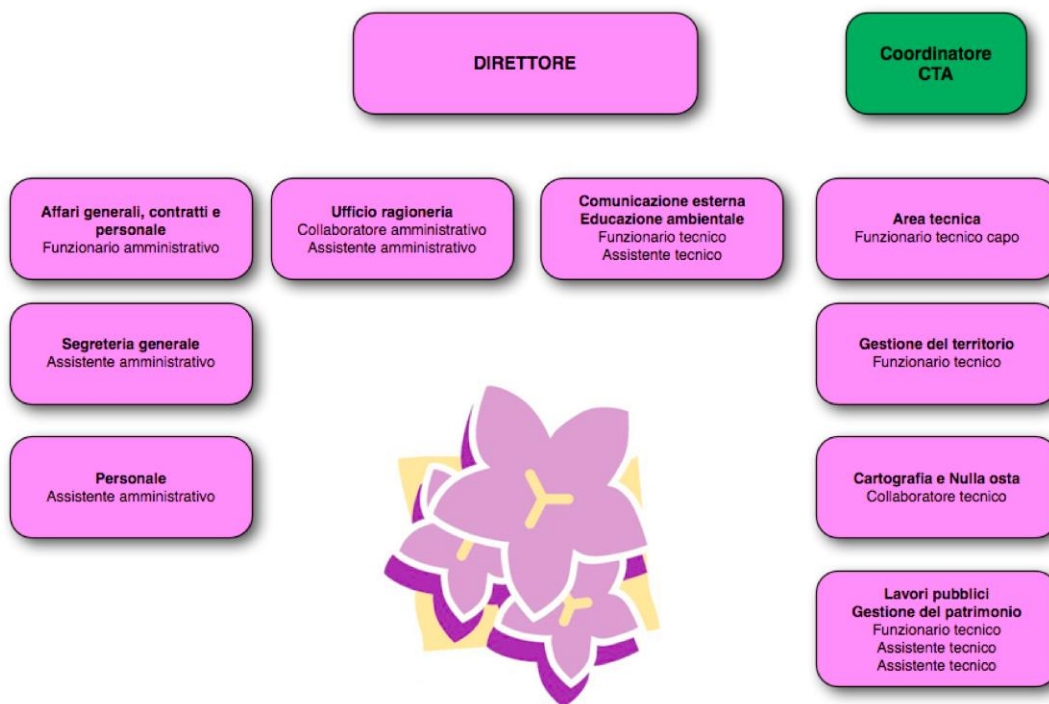 DIRETTORE
Coordinatore
CTA
Affari generali, contratti e
personale
Funzionario amministrativo
Ufficio ragioneria
Collaboratore amministrativo
Assistente amministrativo
Comunicazione esterna
Educazione ambientale
Funzionario tecnico
Assistente tecnico
Area tecnica
Funzionario tecnico capo
Segreteria generale
Assistente amministrativo
Gestione del territorio
Funzionario tecnico
Personale
Assistente amministrativo
Cartografia e Nulla osta
Collaboratore tecnico
Lavori pubblici
Gestione del patrimonio
Funzionario tecnico
Assistente tecnico
Assistente tecnico